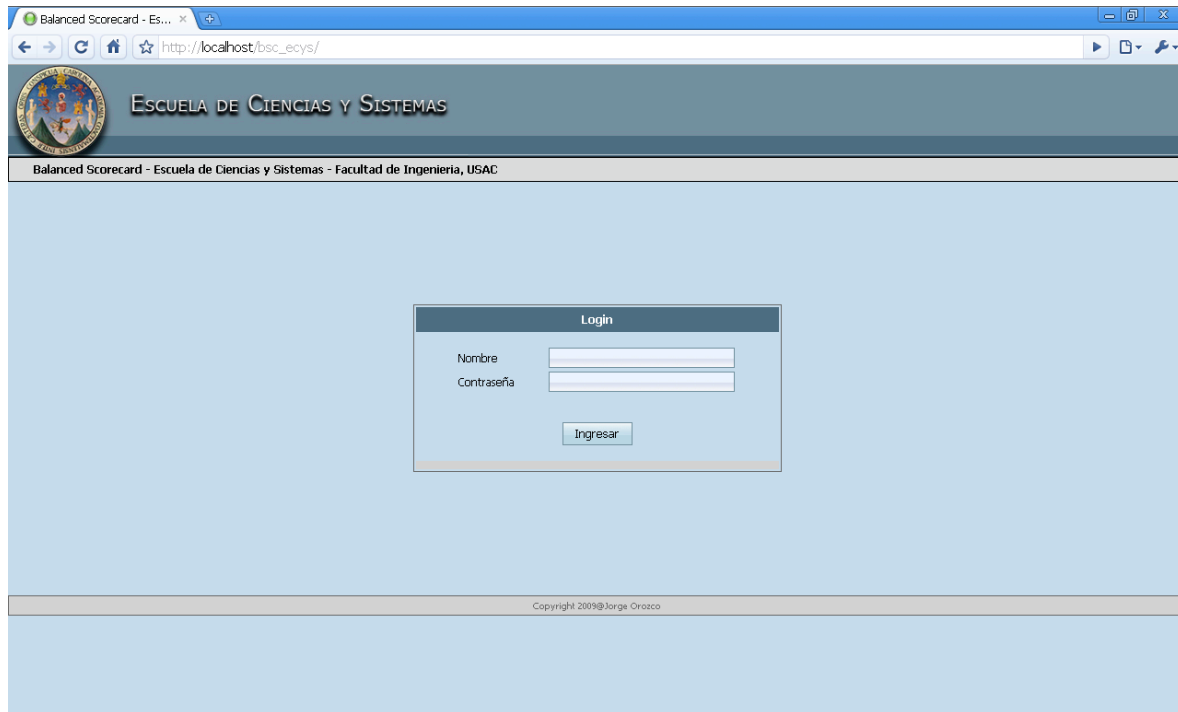 Balanced Scorecard - Es...
http://localhost/bsc_ecys/
ESCUELA DE CIENCIAS Y SISTEMAS
Balanced Scorecard - Escuela de Ciencias y Sistemas - Facultad de Ingenieria, USAC
Login
Nombre
Contraseña
Ingresar
Copyright 2009@Jorge Orozco